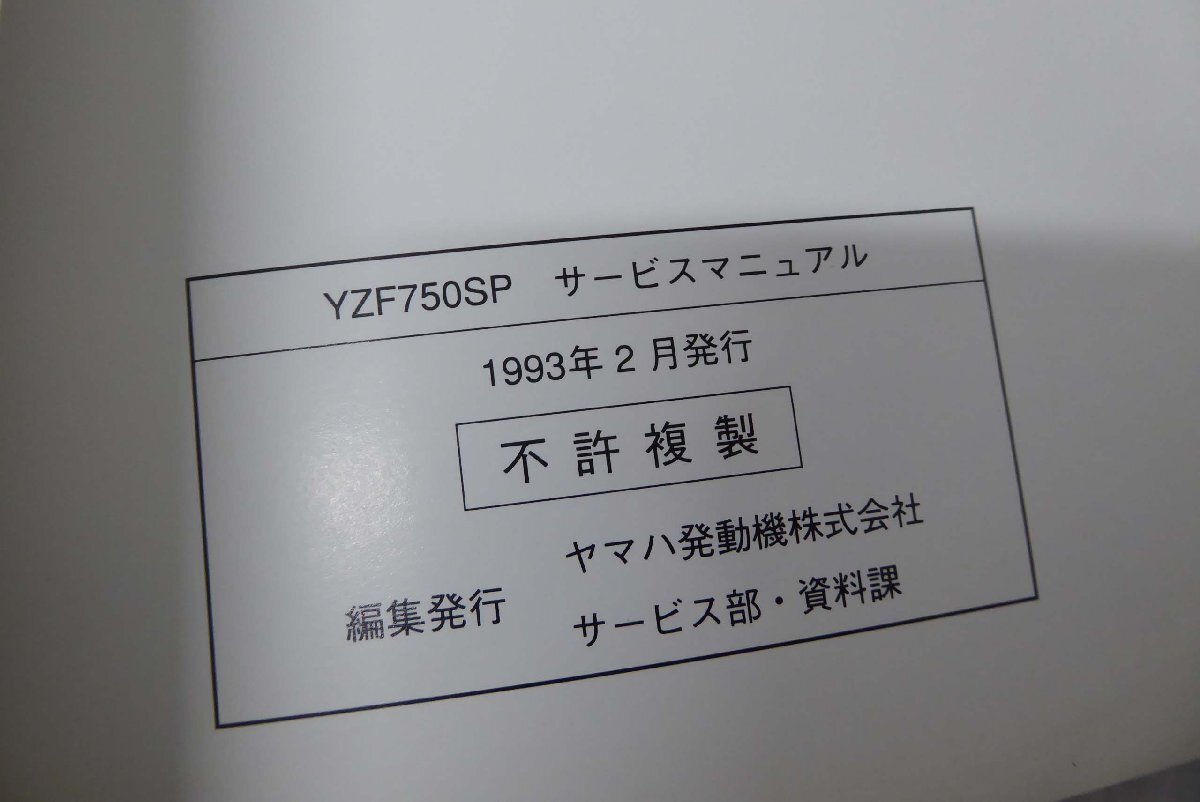 YZF750SP　サービスマニュアル
1993年2月発行
不許複製
ヤマハ発動機株式会社
編集発行
サービス部・資料課